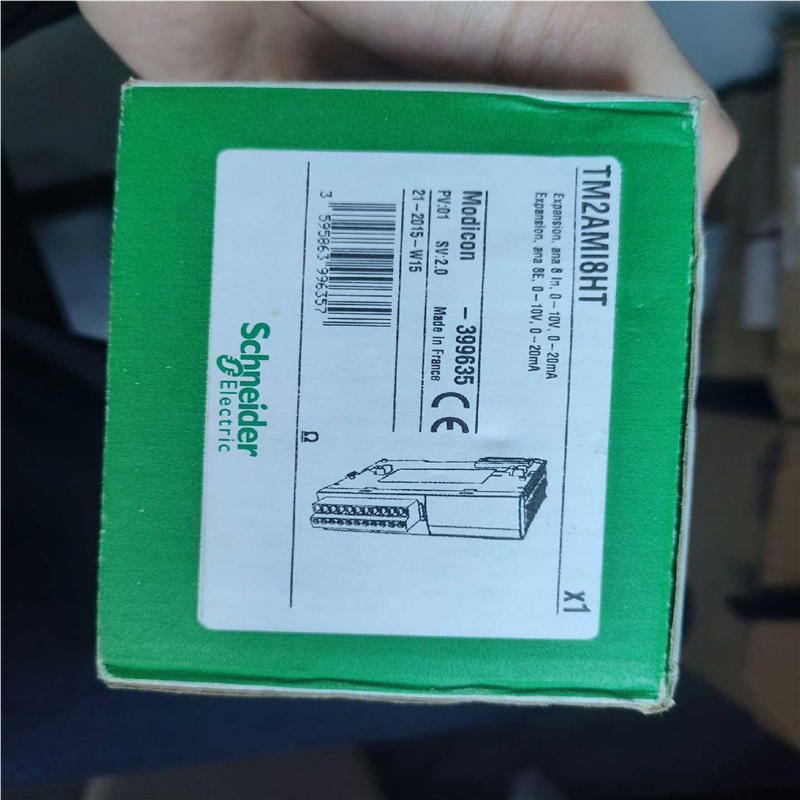 TM2AMI8HT
x1
Expansion, ana 8 In, 0-10V, 0-20mA
Expansion, ana 8E, 0-10V, 0-20mA
Modicon - 399635
PV:01 SV:2.0 Made in France
CE
21-2015-W15
3 595863 996357
Ω
Schneider
Electric